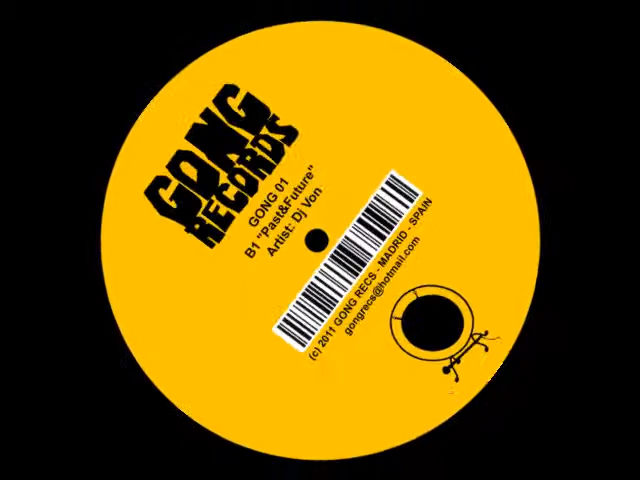 GONG
RECORDS
GONG 01
B1 "Past&Future"
Artist: Dj Von
(c) 2011 GONG RECS - MADRID - SPAIN
gongrecs@hotmail.com